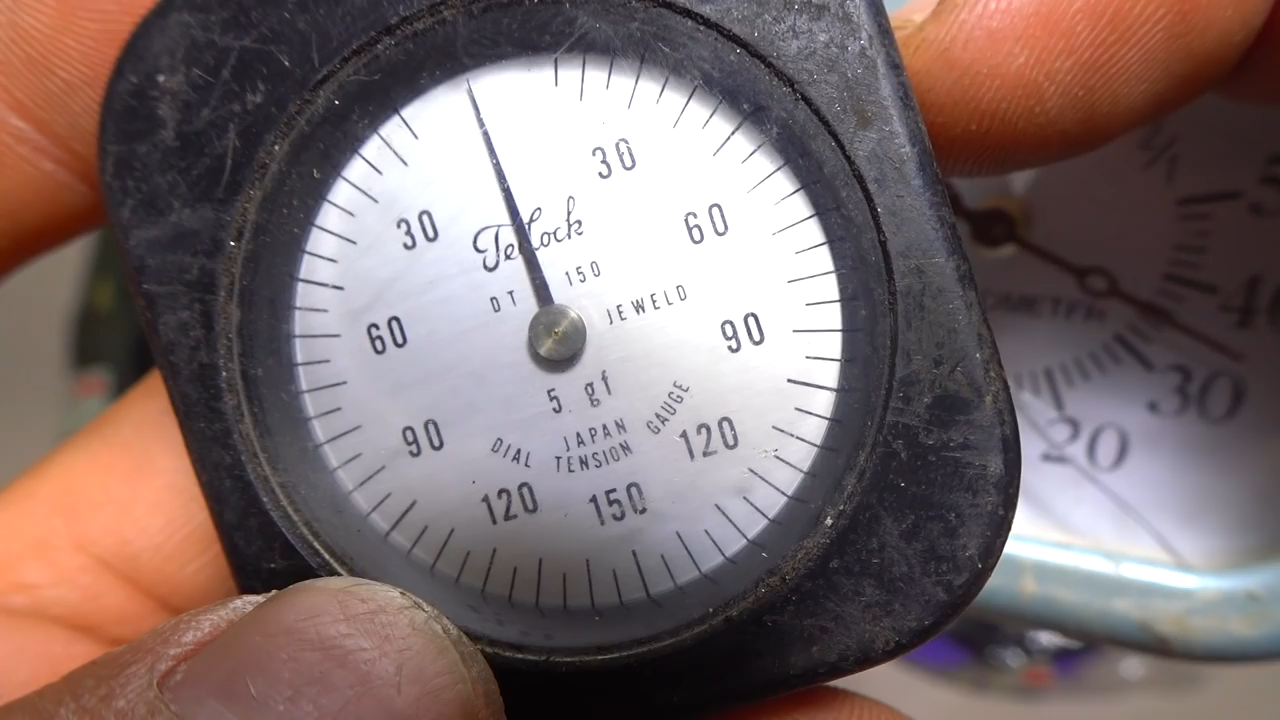 30
30
Teclock
60
DT 150
JEWELD
60
90
5. gf
90
DIAL TENSION GAUGE
JAPAN
120
120
150
30
20